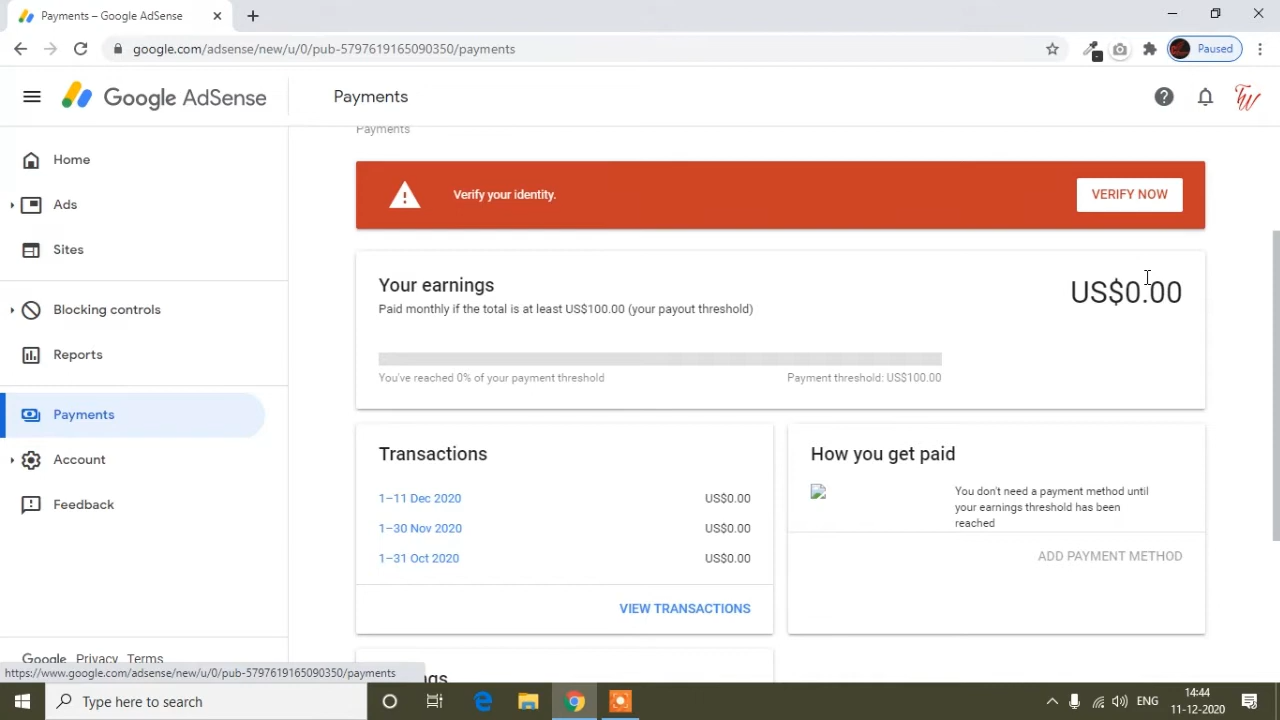 Payments – Google AdSense
google.com/adsense/new/u/0/pub-5797619165090350/payments
Paused
Google AdSense
Payments
TW
Payments
Home
Ads
Sites
Blocking controls
Reports
Payments
Account
Feedback
Verify your identity.
VERIFY NOW
Your earnings
US$0.00
Paid monthly if the total is at least US$100.00 (your payout threshold)
You've reached 0% of your payment threshold
Payment threshold: US$100.00
Transactions
1–11 Dec 2020 US$0.00
1–30 Nov 2020 US$0.00
1–31 Oct 2020 US$0.00
VIEW TRANSACTIONS
How you get paid
You don't need a payment method until
your earnings threshold has been
reached
ADD PAYMENT METHOD
Google Privacy Terms
https://www.google.com/adsense/new/u/0/pub-5797619165090350/payments
Type here to search
ENG
14:44
11-12-2020